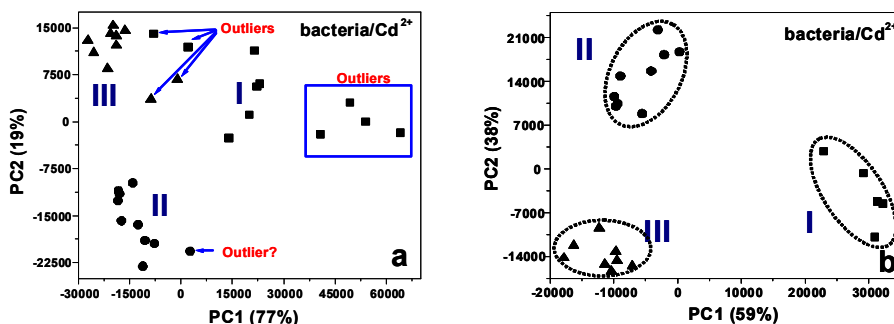 bacteria/Cd²⁺
Outliers
III
I
Outliers
II
Outlier?
a
PC2 (19%)
15000
7500
0
-7500
-15000
-22500
-30000 -15000 0 15000 30000 45000 60000
PC1 (77%)
bacteria/Cd²⁺
II
I
III
b
PC2 (38%)
21000
14000
7000
0
-7000
-14000
-20000 -10000 0 10000 20000 30000
PC1 (59%)